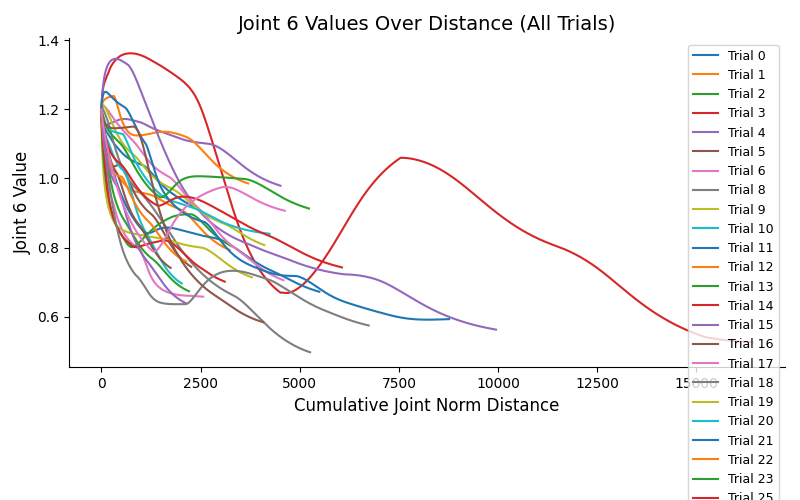 Joint 6 Values Over Distance (All Trials)
1.4
1.2
1.0
0.8
0.6
Joint 6 Value
0
2500
5000
7500
10000
12500
15000
Cumulative Joint Norm Distance
Trial 0
Trial 1
Trial 2
Trial 3
Trial 4
Trial 5
Trial 6
Trial 8
Trial 9
Trial 10
Trial 11
Trial 12
Trial 13
Trial 14
Trial 15
Trial 16
Trial 17
Trial 18
Trial 19
Trial 20
Trial 21
Trial 22
Trial 23
Trial 25